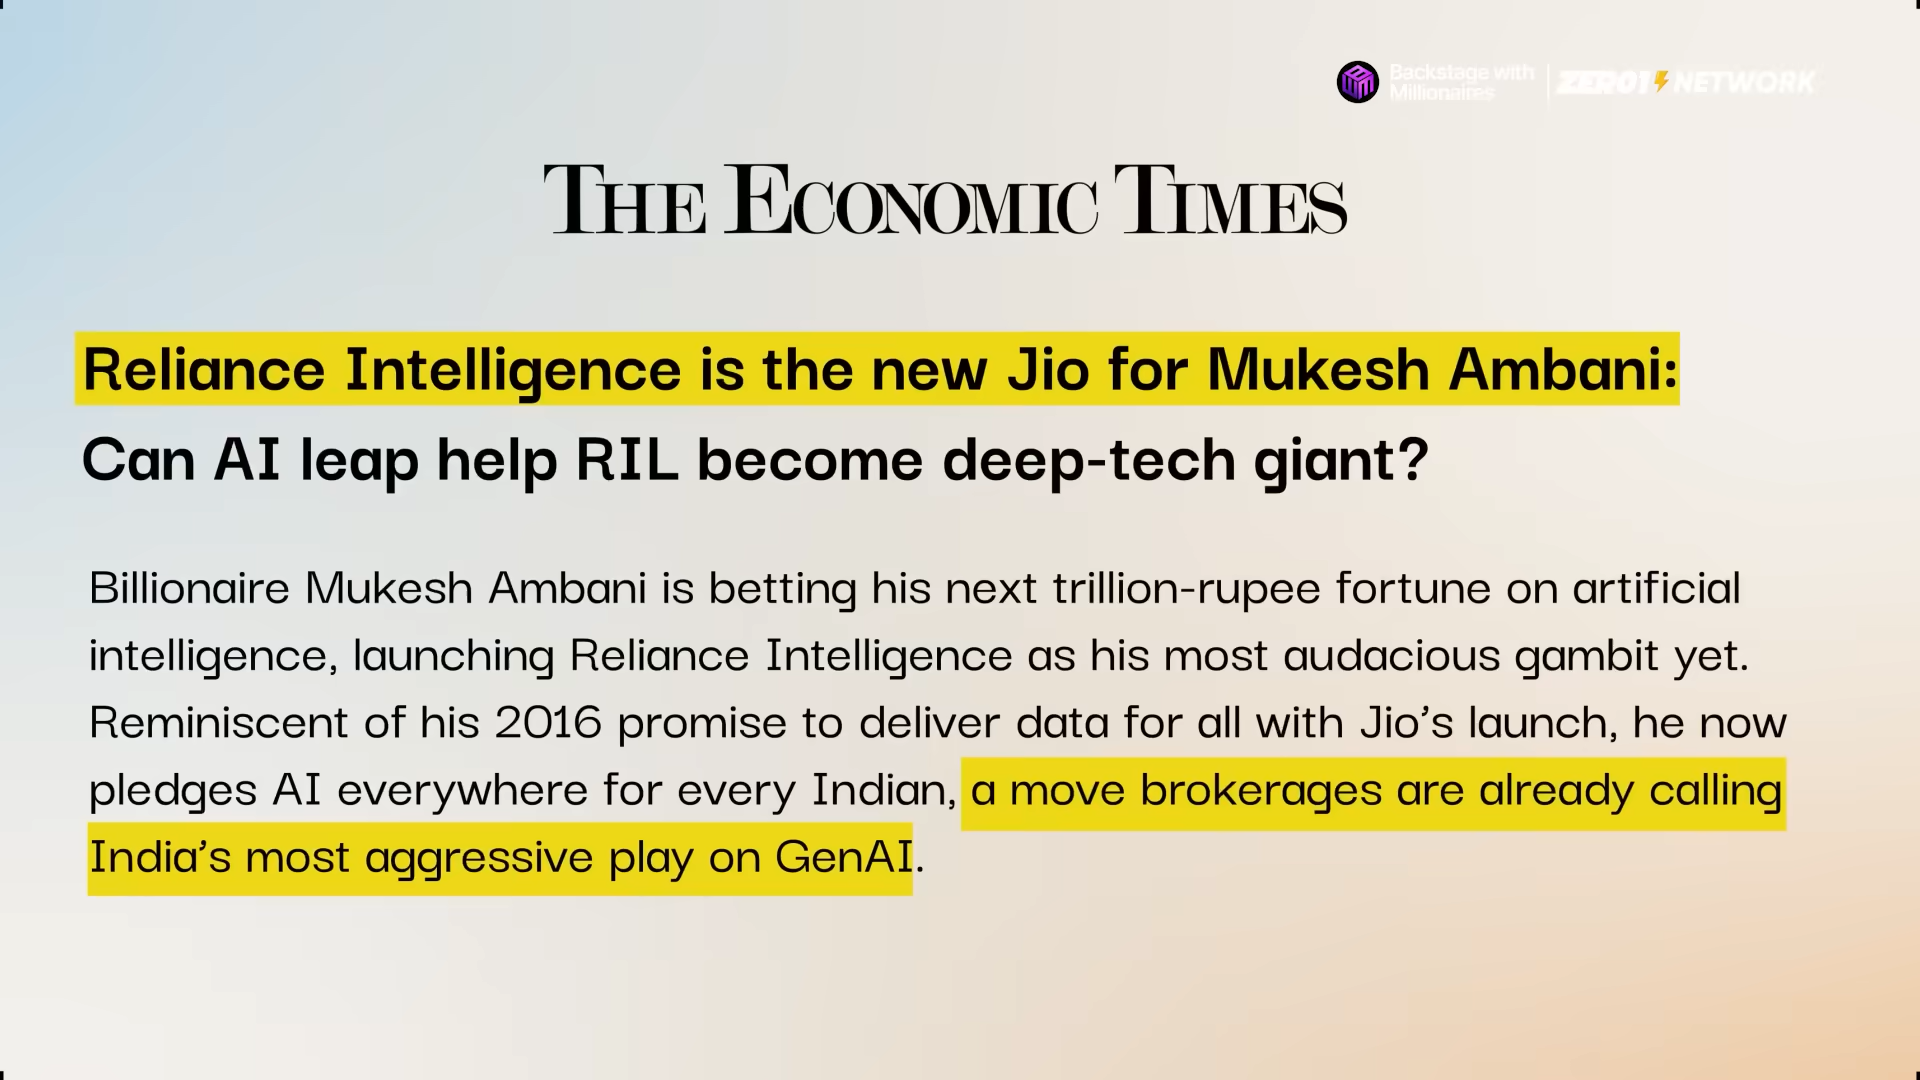 Backstage with
Millionaires
ZERO1 NETWORK
THE ECONOMIC TIMES
Reliance Intelligence is the new Jio for Mukesh Ambani:
Can AI leap help RIL become deep-tech giant?
Billionaire Mukesh Ambani is betting his next trillion-rupee fortune on artificial
intelligence, launching Reliance Intelligence as his most audacious gambit yet.
Reminiscent of his 2016 promise to deliver data for all with Jio’s launch, he now
pledges AI everywhere for every Indian, a move brokerages are already calling
India’s most aggressive play on GenAI.